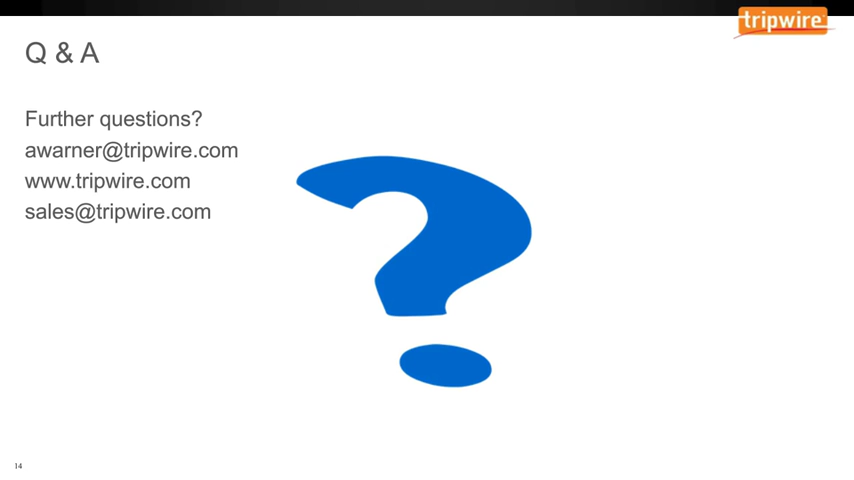 tripwire
Q & A
Further questions?
awarner@tripwire.com
www.tripwire.com
sales@tripwire.com
?
14